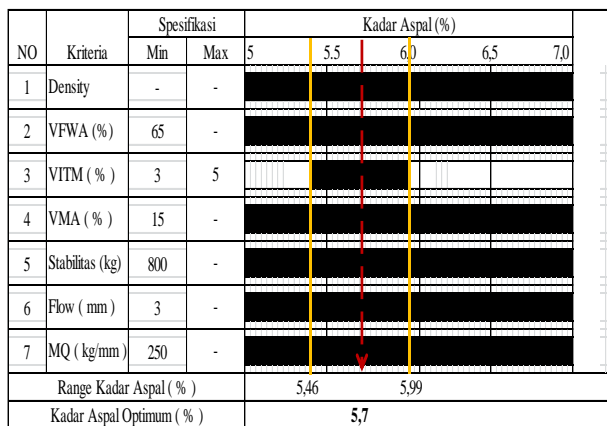 NO Kriteria Spesifikasi Kadar Aspal (%)
Min Max 5 5.5 6.0 6,5 7,0
1 Density - -
2 VFWA (%) 65 -
3 VITM ( % ) 3 5
4 VMA ( % ) 15 -
5 Stabilitas (kg) 800 -
6 Flow ( mm ) 3 -
7 MQ ( kg/mm ) 250 -
Range Kadar Aspal ( % ) 5,46 5,99
Kadar Aspal Optimum ( % ) 5,7